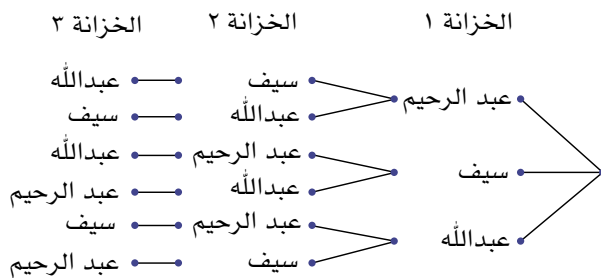 الخزانة ١ الخزانة ٢ الخزانة ٣
عبد الرحيم سيف عبدالله
عبدالله سيف
سيف عبد الرحيم عبدالله
عبدالله عبد الرحيم
عبدالله عبد الرحيم سيف
سيف عبد الرحيم